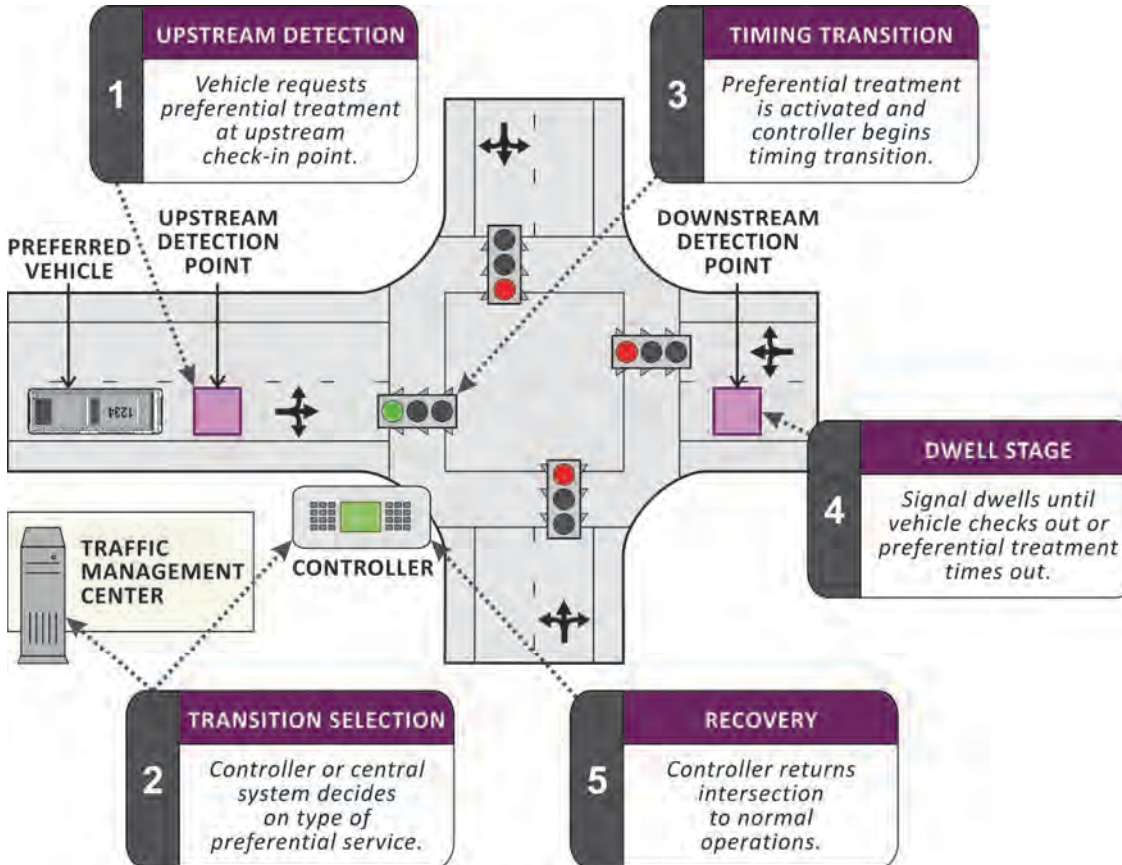 1
UPSTREAM DETECTION
Vehicle requests
preferential treatment
at upstream
check-in point.
3
TIMING TRANSITION
Preferential treatment
is activated and
controller begins
timing transition.
PREFERRED
VEHICLE
UPSTREAM
DETECTION
POINT
DOWNSTREAM
DETECTION
POINT
1234
4
DWELL STAGE
Signal dwells until
vehicle checks out or
preferential treatment
times out.
TRAFFIC
MANAGEMENT
CENTER
CONTROLLER
2
TRANSITION SELECTION
Controller or central
system decides
on type of
preferential service.
5
RECOVERY
Controller returns
intersection
to normal
operations.